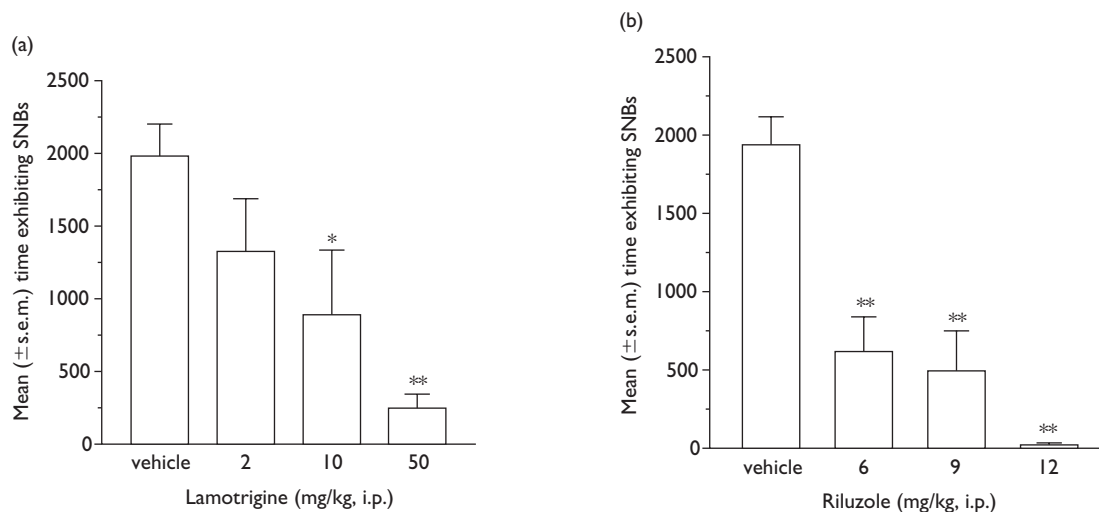 (a)
2500
2000
1500
1000
500
0
Mean (±s.e.m.) time exhibiting SNBs
*
**
vehicle 2 10 50
Lamotrigine (mg/kg, i.p.)
(b)
2500
2000
1500
1000
500
0
Mean (±s.e.m.) time exhibiting SNBs
**
**
**
vehicle 6 9 12
Riluzole (mg/kg, i.p.)